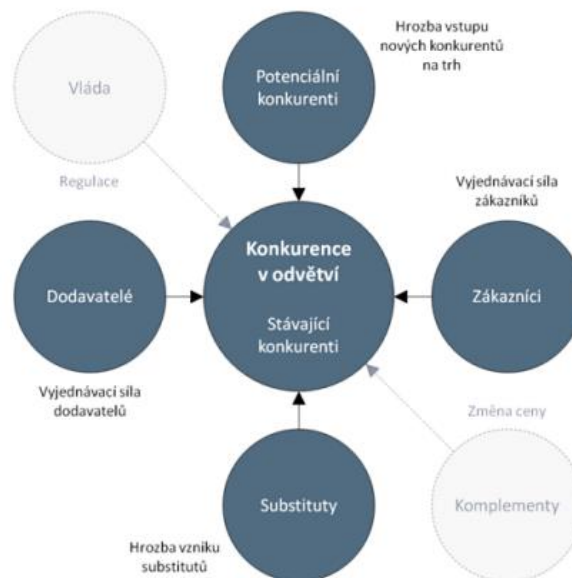 Hrozba vstupu
nových konkurentů
na trh
Potenciální
konkurenti
Vláda
Regulace
Vyjednávací síla
zákazníků
Konkurence
v odvětví
Stávající
konkurenti
Dodavatelé
Zákazníci
Vyjednávací síla
dodavatelů
Změna ceny
Substituty
Komplementy
Hrozba vzniku
substitutů